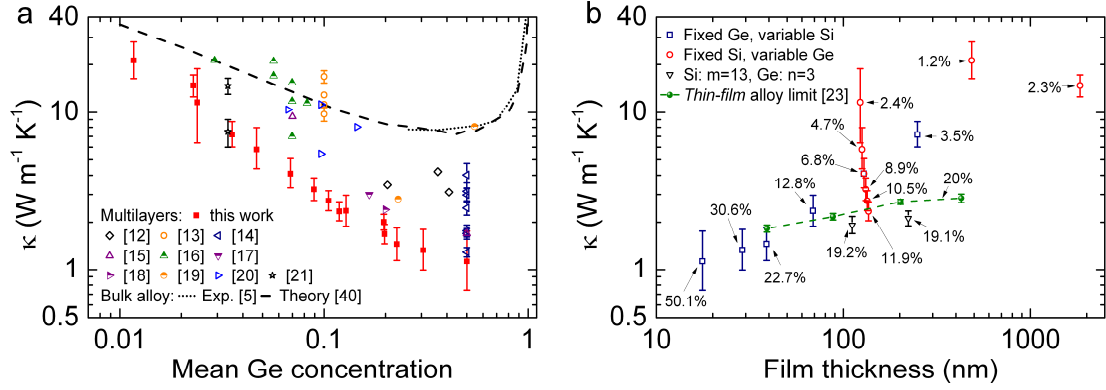 a
40
10
1
0.5
κ (W m⁻¹ K⁻¹)
0.01
0.1
1
Mean Ge concentration
Multilayers: this work
[12] [13] [14]
[15] [16] [17]
[18] [19] [20] [21]
Bulk alloy: Exp. [5] Theory [40]
b
40
10
1
0.5
κ (W m⁻¹ K⁻¹)
10
100
1000
Film thickness (nm)
Fixed Ge, variable Si
Fixed Si, variable Ge
Si: m=13, Ge: n=3
Thin-film alloy limit [23]
1.2%
2.3%
2.4%
4.7%
3.5%
6.8%
8.9%
12.8%
10.5%
20%
30.6%
19.2%
19.1%
22.7%
11.9%
50.1%